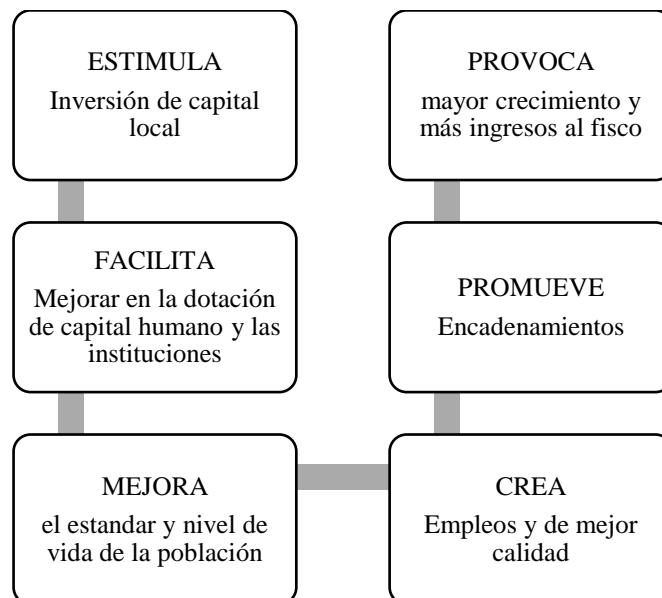 ESTIMULA
Inversión de capital
local
FACILITA
Mejorar en la dotación
de capital humano y las
instituciones
MEJORA
el estandar y nivel de
vida de la población
CREA
Empleos y de mejor
calidad
PROMUEVE
Encadenamientos
PROVOCA
mayor crecimiento y
más ingresos al fisco